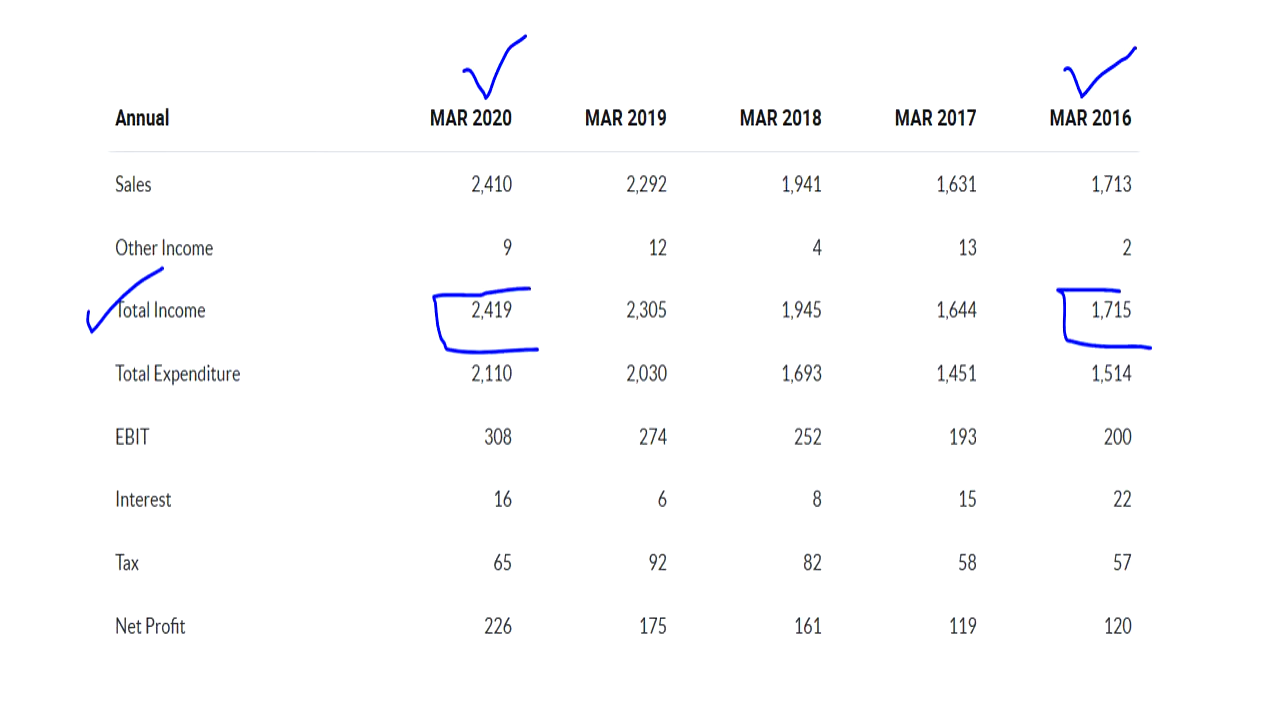 Annual MAR 2020 MAR 2019 MAR 2018 MAR 2017 MAR 2016
Sales 2,410 2,292 1,941 1,631 1,713
Other Income 9 12 4 13 2
Total Income 2,419 2,305 1,945 1,644 1,715
Total Expenditure 2,110 2,030 1,693 1,451 1,514
EBIT 308 274 252 193 200
Interest 16 6 8 15 22
Tax 65 92 82 58 57
Net Profit 226 175 161 119 120